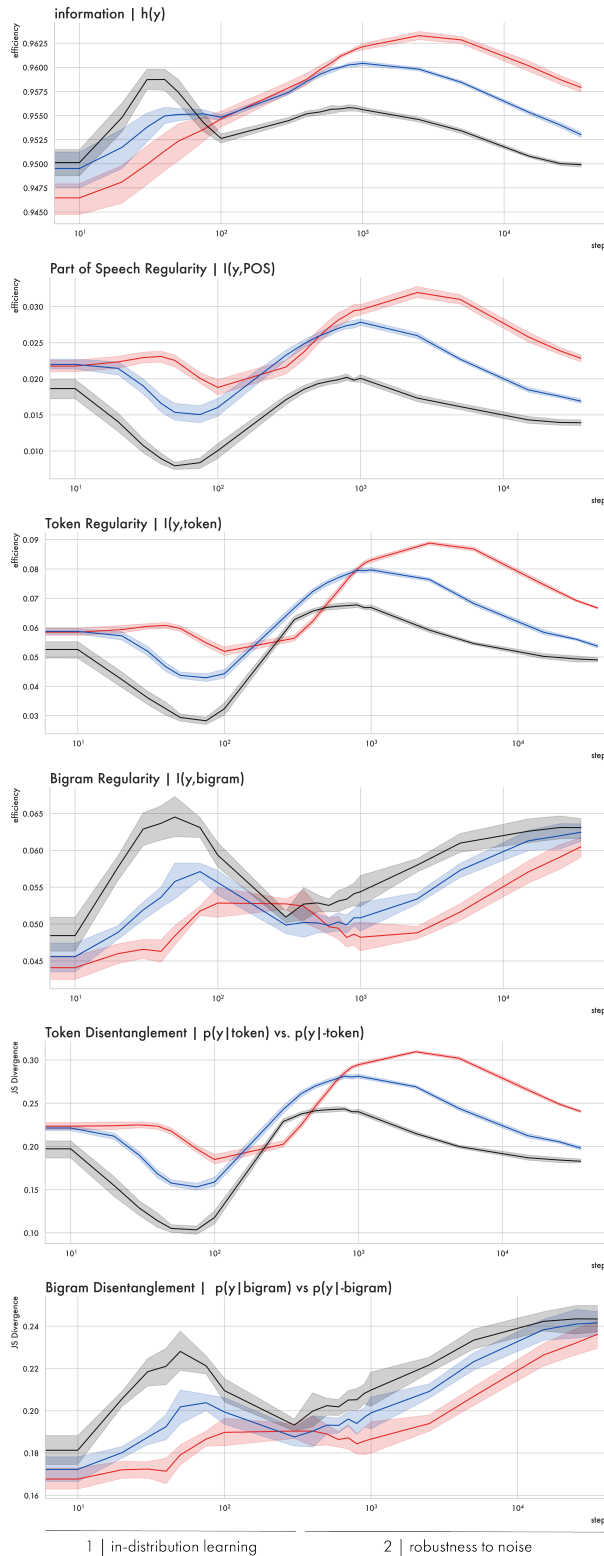 information | h(y)
efficiency
0.9625
0.9600
0.9575
0.9550
0.9525
0.9500
0.9475
0.9450
10¹ 10² 10³ 10⁴
step
Part of Speech Regularity | I(y,POS)
efficiency
0.030
0.025
0.020
0.015
0.010
10¹ 10² 10³ 10⁴
step
Token Regularity | I(y,token)
efficiency
0.09
0.08
0.07
0.06
0.05
0.04
0.03
10¹ 10² 10³ 10⁴
step
Bigram Regularity | I(y,bigram)
efficiency
0.065
0.060
0.055
0.050
0.045
10¹ 10² 10³ 10⁴
step
Token Disentanglement | p(y|token) vs. p(y|-token)
JS Divergence
0.30
0.25
0.20
0.15
0.10
10¹ 10² 10³ 10⁴
step
Bigram Disentanglement | p(y|bigram) vs p(y|-bigram)
JS Divergence
0.24
0.22
0.20
0.18
0.16
10¹ 10² 10³ 10⁴
step
1 | in-distribution learning 2 | robustness to noise